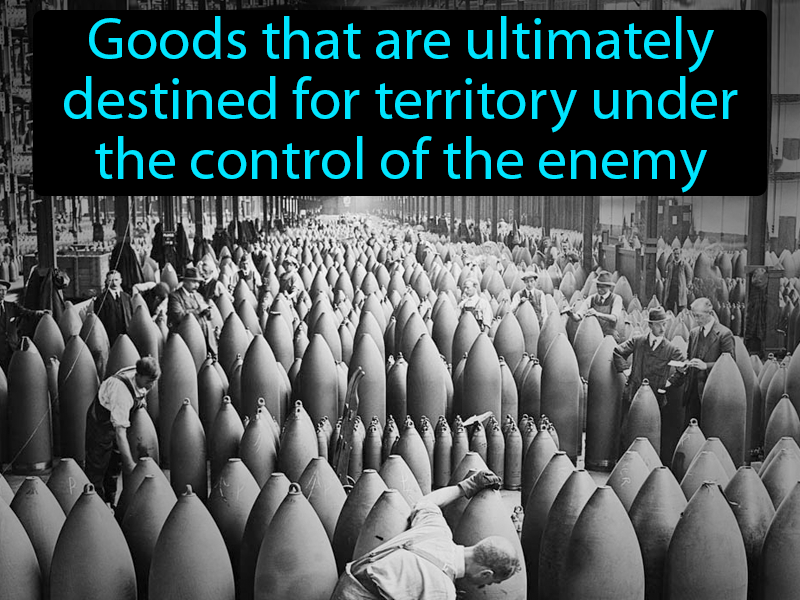 Goods that are ultimately
destined for territory under
the control of the enemy